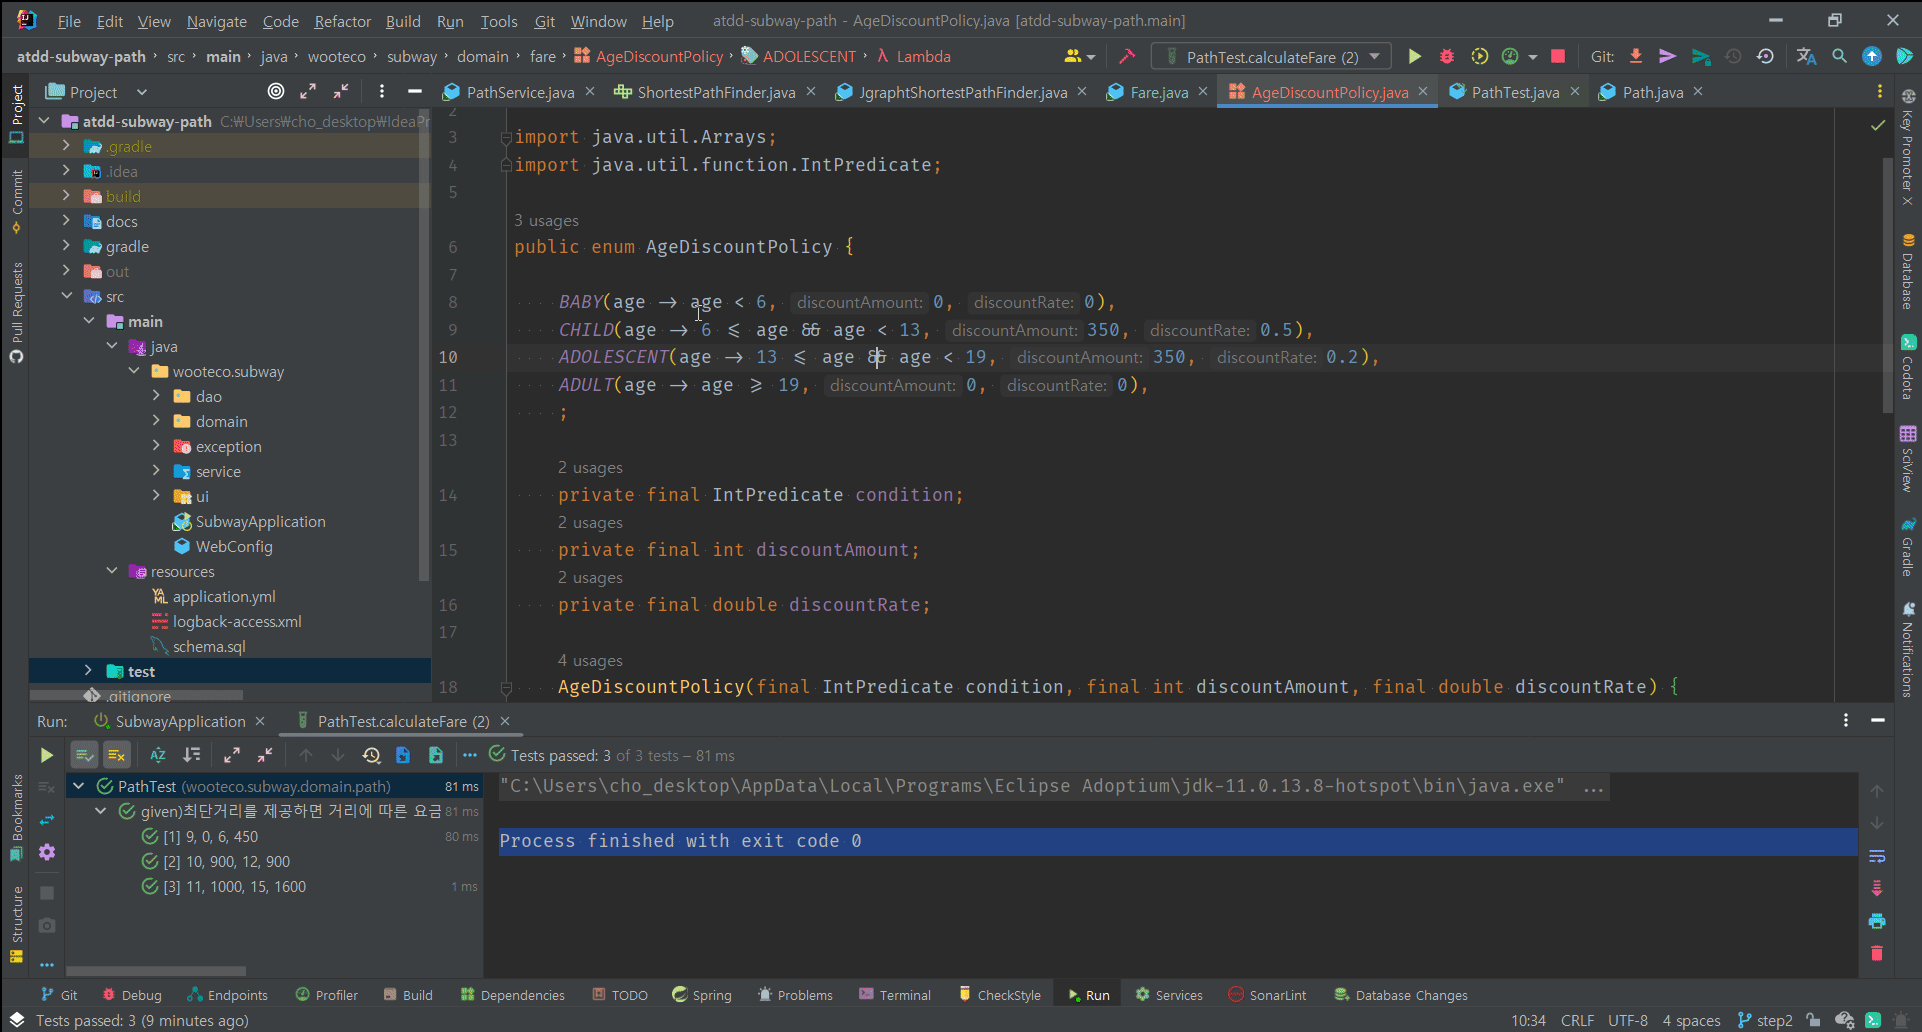 File Edit View Navigate Code Refactor Build Run Tools Git Window Help atdd-subway-path - AgeDiscountPolicy.java [atdd-subway-path.main]
atdd-subway-path › src › main › java › wooteco › subway › domain › fare › AgeDiscountPolicy › ADOLESCENT › λ Lambda
PathTest.calculateFare (2) Git:
Project
PathService.java ShortestPathFinder.java JgraphtShortestPathFinder.java Fare.java AgeDiscountPolicy.java PathTest.java Path.java
Project
Commit
Pull Requests
Bookmarks
Structure
atdd-subway-path C:₩Users₩cho_desktop₩IdeaPr
.gradle
.idea
build
docs
gradle
out
src
main
java
wooteco.subway
dao
domain
exception
service
ui
SubwayApplication
WebConfig
resources
application.yml
logback-access.xml
schema.sql
test
.gitignore
2
3 import java.util.Arrays;
4 import java.util.function.IntPredicate;
5
3 usages
6 public enum AgeDiscountPolicy {
7
8 BABY(age -> age < 6, discountAmount: 0, discountRate: 0),
9 CHILD(age -> 6 <= age && age < 13, discountAmount: 350, discountRate: 0.5),
10 ADOLESCENT(age -> 13 <= age && age < 19, discountAmount: 350, discountRate: 0.2),
11 ADULT(age -> age >= 19, discountAmount: 0, discountRate: 0),
12 ;
13
2 usages
14 private final IntPredicate condition;
2 usages
15 private final int discountAmount;
2 usages
16 private final double discountRate;
17
4 usages
18 AgeDiscountPolicy(final IntPredicate condition, final int discountAmount, final double discountRate) {
Key Promoter X
Database
Codota
SciView
Gradle
Notifications
Run: SubwayApplication PathTest.calculateFare (2)
Tests passed: 3 of 3 tests – 81 ms
PathTest (wooteco.subway.domain.path) 81 ms
given)최단거리를 제공하면 거리에 따른 요금 81 ms
[1] 9, 0, 6, 450 80 ms
[2] 10, 900, 12, 900
[3] 11, 1000, 15, 1600 1 ms
"C:\Users\cho_desktop\AppData\Local\Programs\Eclipse Adoptium\jdk-11.0.13.8-hotspot\bin\java.exe" ...
Process finished with exit code 0
Git Debug Endpoints Profiler Build Dependencies TODO Spring Problems Terminal CheckStyle Run Services SonarLint Database Changes
Tests passed: 3 (9 minutes ago) 10:34 CRLF UTF-8 4 spaces step2